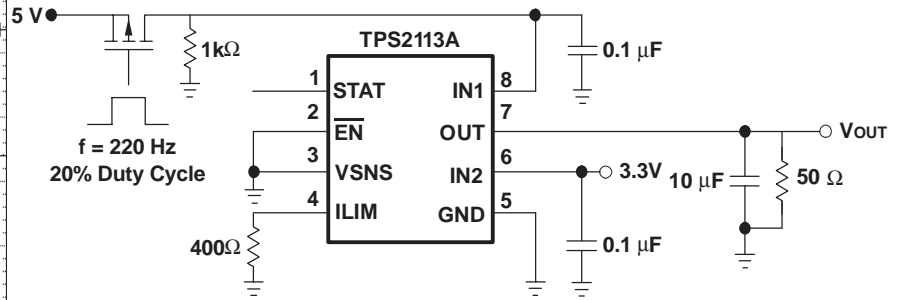 5 V
TPS2113A
1kΩ
0.1 µF
1
STAT
IN1
8
2
EN
OUT
7
VOUT
f = 220 Hz
20% Duty Cycle
3
VSNS
IN2
6
3.3V
10 µF
50 Ω
4
ILIM
GND
5
400Ω
0.1 µF